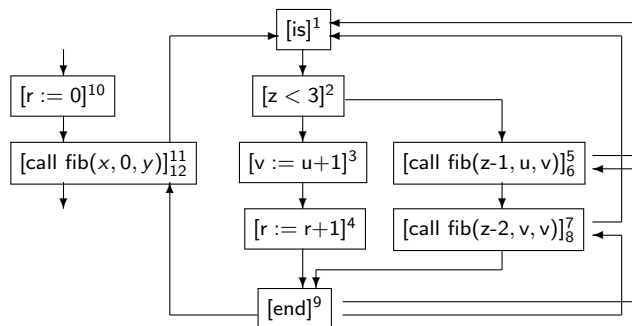 [is]¹
[r := 0]¹⁰
[z < 3]²
[call fib(x, 0, y)]¹¹₁₂
[v := u+1]³
[call fib(z-1, u, v)]⁵₆
[r := r+1]⁴
[call fib(z-2, v, v)]⁷₈
[end]⁹